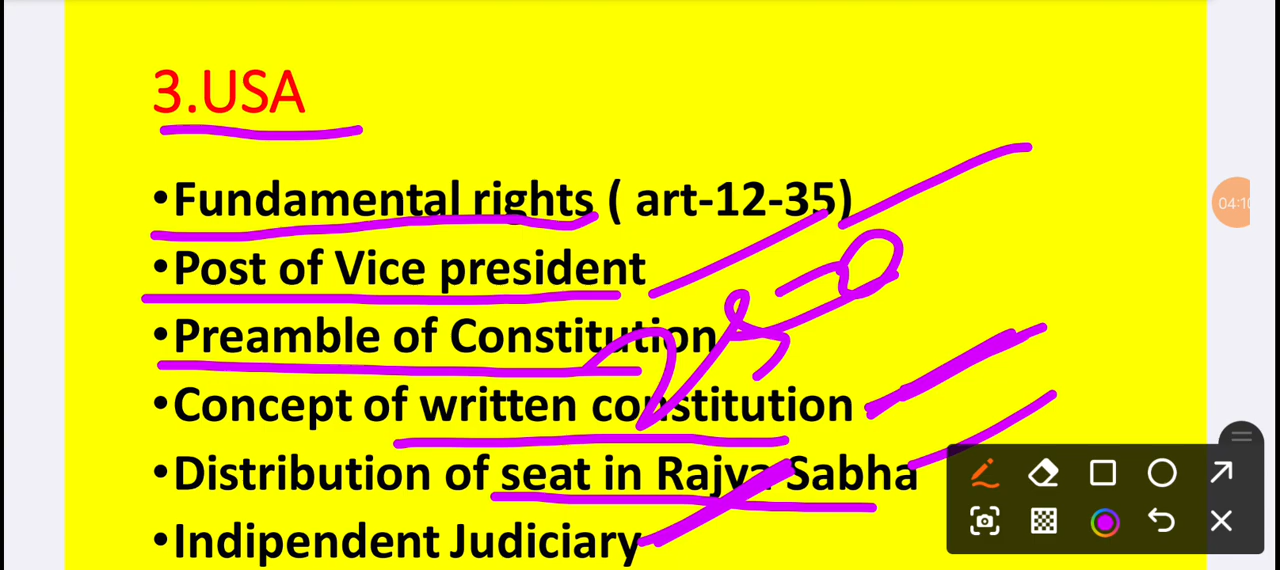 3.USA
•Fundamental rights ( art-12-35)
•Post of Vice president
•Preamble of Constitution
•Concept of written constitution
•Distribution of seat in Rajya Sabha
•Indipendent Judiciary